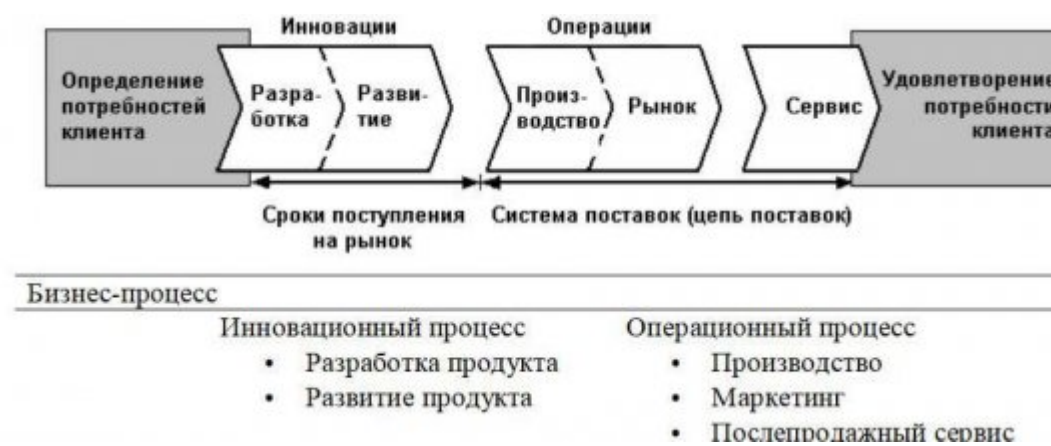 Инновации
Операции
Определение
потребностей
клиента
Разра-
ботка
Разви-
тие
Произ-
водство
Рынок
Сервис
Удовлетворение
потребности
клиента
Сроки поступления
на рынок
Система поставок (цепь поставок)
Бизнес-процесс
Инновационный процесс
• Разработка продукта
• Развитие продукта
Операционный процесс
• Производство
• Маркетинг
• Послепродажный сервис